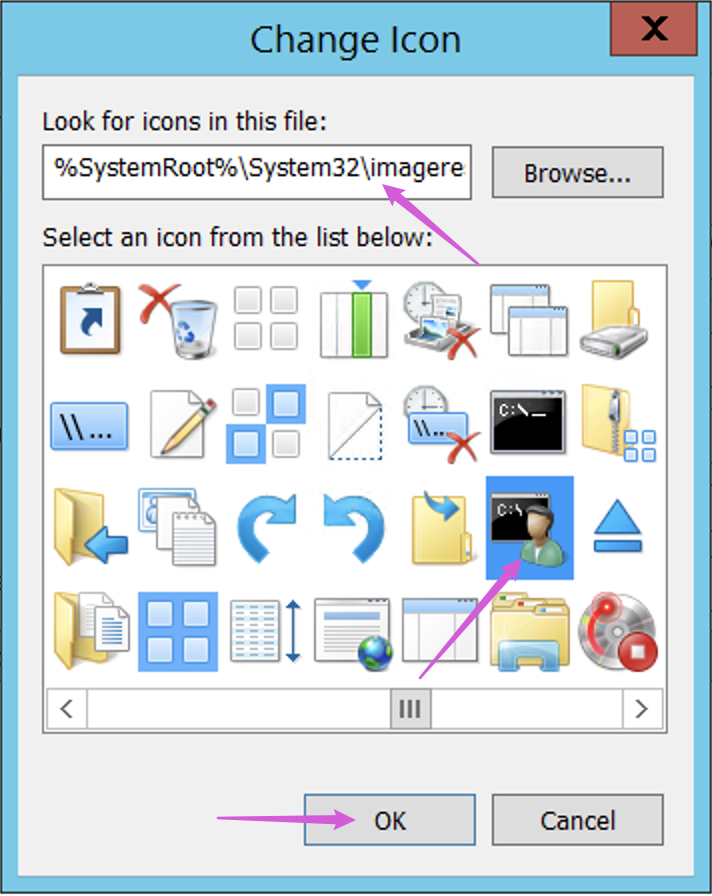 Change Icon
X
Look for icons in this file:
%SystemRoot%\System32\imagere
Browse...
Select an icon from the list below:
\\ ...
\\ ...
C:\_
C:\
OK
Cancel